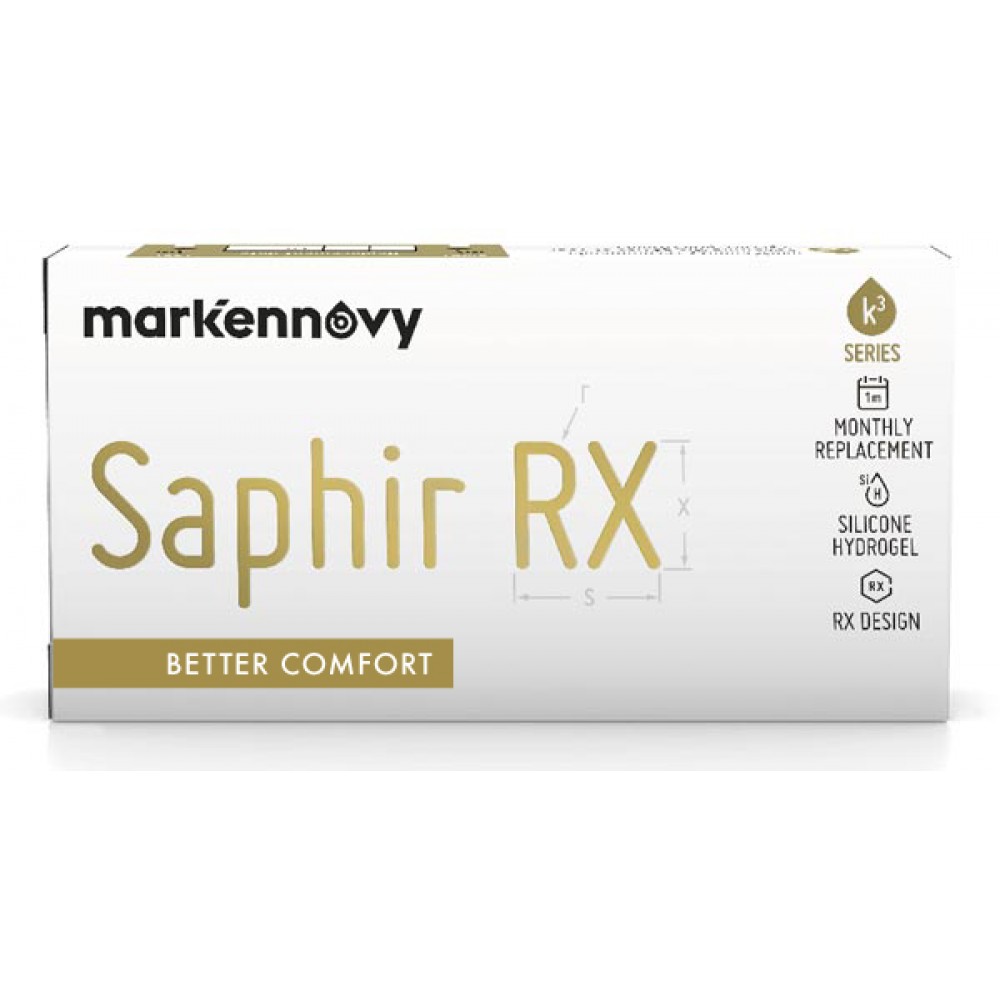 markennovy
Saphir RX
r
x
s
BETTER COMFORT
k³
SERIES
1m
MONTHLY
REPLACEMENT
Si
H
SILICONE
HYDROGEL
RX
RX DESIGN